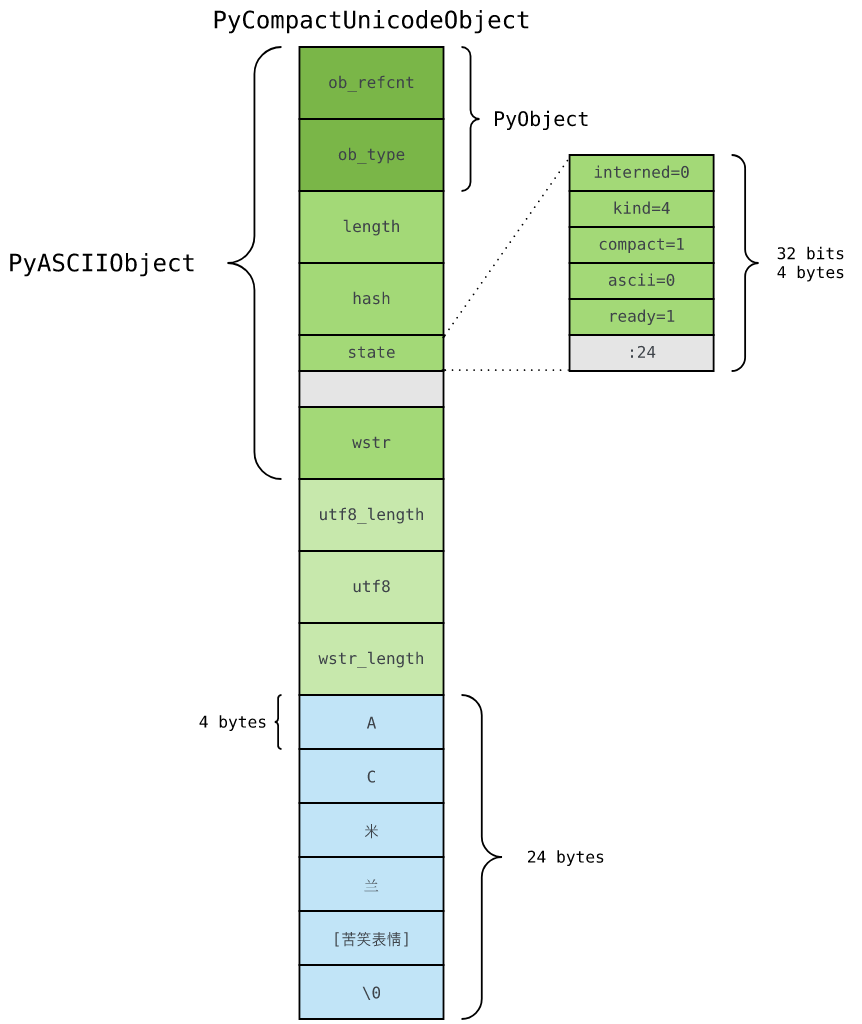 PyCompactUnicodeObject
ob_refcnt
PyObject
ob_type
interned=0
kind=4
length
compact=1
32 bits
4 bytes
PyASCIIObject
ascii=0
hash
ready=1
state
:24
wstr
utf8_length
utf8
wstr_length
4 bytes
A
C
米
兰
24 bytes
[苦笑表情]
\0